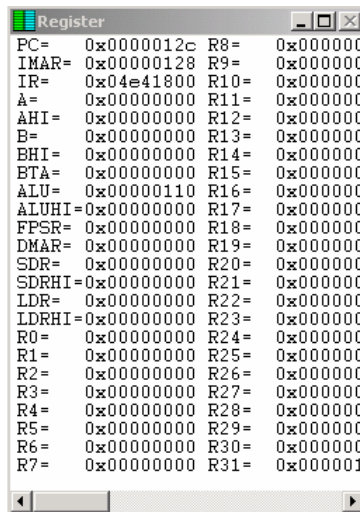 Register
PC= 0x0000012c R8= 0x000000
IMAR= 0x00000128 R9= 0x000000
IR= 0x04e41800 R10= 0x000000
A= 0x00000000 R11= 0x000000
AHI= 0x00000000 R12= 0x000000
B= 0x00000000 R13= 0x000000
BHI= 0x00000000 R14= 0x000000
BTA= 0x00000000 R15= 0x000000
ALU= 0x00000110 R16= 0x000000
ALUHI=0x00000000 R17= 0x000000
FPSR= 0x00000000 R18= 0x000000
DMAR= 0x00000000 R19= 0x000000
SDR= 0x00000000 R20= 0x000000
SDRHI=0x00000000 R21= 0x000000
LDR= 0x00000000 R22= 0x000000
LDRHI=0x00000000 R23= 0x000000
R0= 0x00000000 R24= 0x000000
R1= 0x00000000 R25= 0x000000
R2= 0x00000000 R26= 0x000000
R3= 0x00000000 R27= 0x000000
R4= 0x00000000 R28= 0x000000
R5= 0x00000000 R29= 0x000000
R6= 0x00000000 R30= 0x000000
R7= 0x00000000 R31= 0x000001